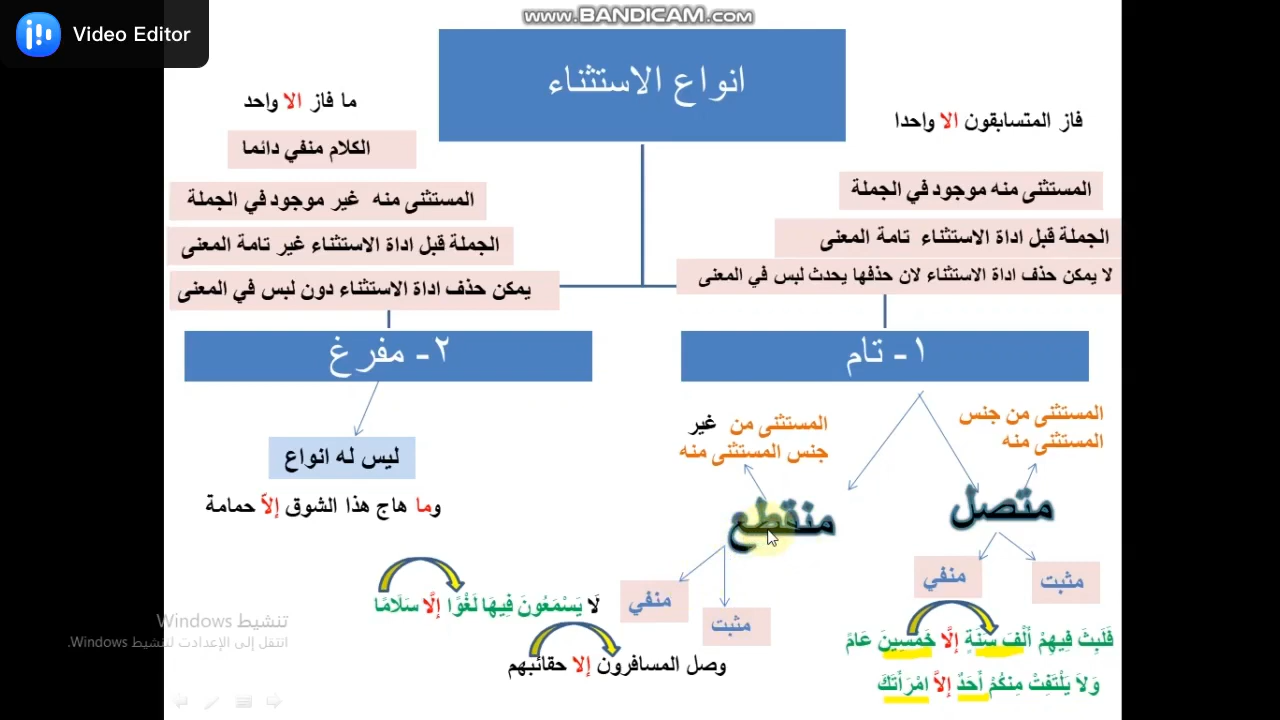 www.BANDICAM.com
Video Editor
انواع الاستثناء
فاز المتسابقون الا واحدا
المستثنى منه موجود في الجملة
الجملة قبل اداة الاستثناء تامة المعنى
لا يمكن حذف اداة الاستثناء لان حذفها يحدث لبس في المعنى
ما فاز الا واحد
الكلام منفي دائما
المستثنى منه غير موجود في الجملة
الجملة قبل اداة الاستثناء غير تامة المعنى
يمكن حذف اداة الاستثناء دون لبس في المعنى
١- تام
٢- مفرغ
المستثنى من جنس
المستثنى منه
المستثنى من غير
جنس المستثنى منه
متصل
منقطع
مثبت
منفي
فَلَبِثَ فِيهِمْ أَلْفَ سَنَةٍ إِلَّا خَمْسِينَ عَامً
وَلاَ يَلْتَفِتْ مِنكُمْ أَحَدٌ إِلاَّ امْرَأَتَكَ
منفي
مثبت
لَا يَسْمَعُونَ فِيهَا لَغْوًا إِلَّا سَلَامًا
وصل المسافرون إلا حقائبهم
ليس له انواع
وما هاج هذا الشوق إلاّ حمامة
تنشيط Windows
انتقل إلى الإعدادت لتنشيط Windows.